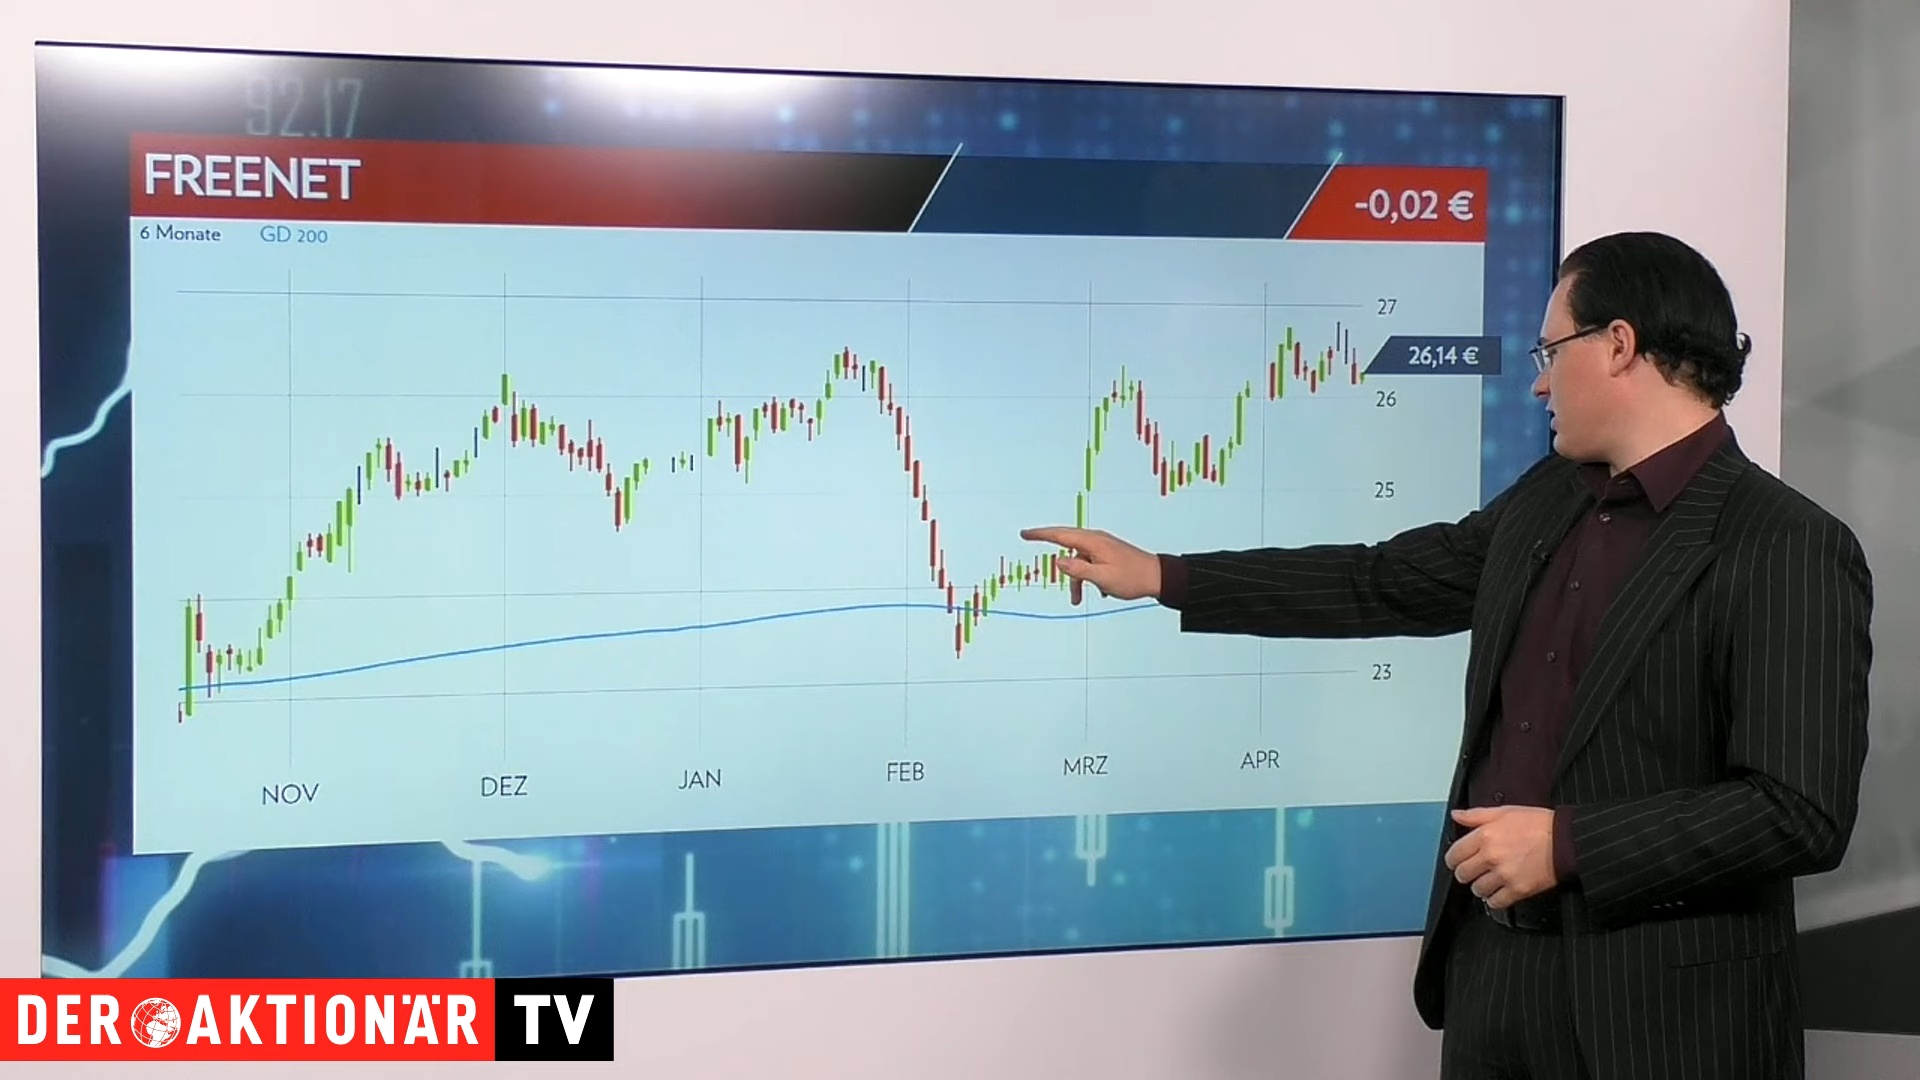 92.17
FREENET
-0,02 €
6 Monate GD 200
27
26,14 €
26
25
23
NOV DEZ JAN FEB MRZ APR
DER AKTIONÄR TV